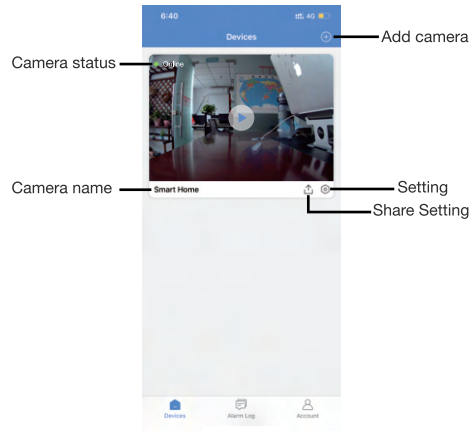 6:40
4G
Devices
Add camera
Camera status
Online
Camera name
Smart Home
Setting
Share Setting
Devices
Alarm Log
Account